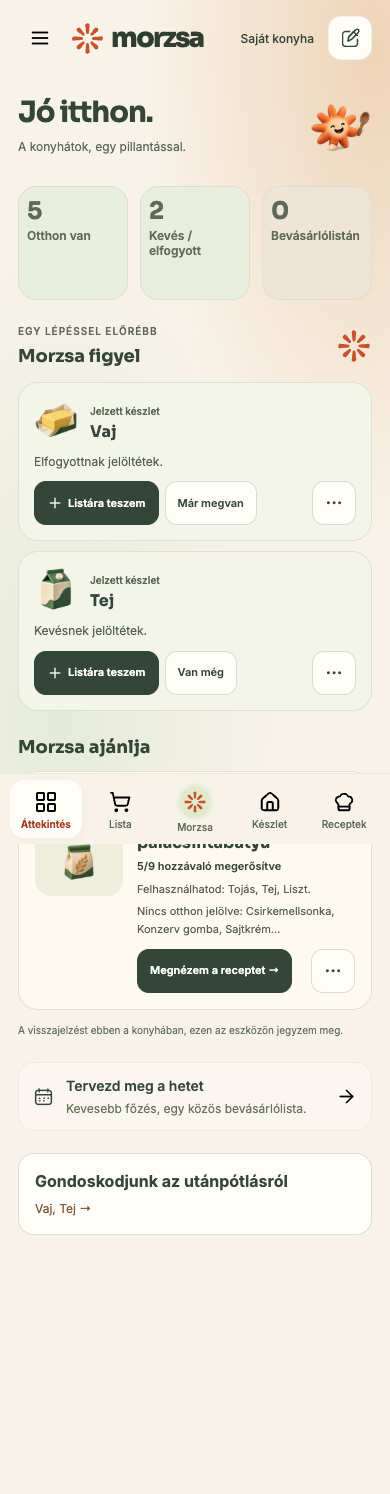 morzsa
Saját konyha
Jó itthon.
A konyhátok, egy pillantással.
5
Otthon van
2
Kevés /
elfogyott
0
Bevásárlólistán
EGY LÉPÉSSEL ELŐRÉBB
Morzsa figyel
Jelzett készlet
Vaj
Elfogyottnak jelöltétek.
Listára teszem
Már megvan
Jelzett készlet
Tej
Kevésnek jelöltétek.
Listára teszem
Van még
Morzsa ajánlja
Áttekintés
Lista
Morzsa
Készlet
Receptek
5/9 hozzávaló megerősítve
Felhasználhatod: Tojás, Tej, Liszt.
Nincs otthon jelölve: Csirkemellsonka,
Konzerv gomba, Sajtkrém...
Megnézem a receptet →
A visszajelzést ebben a konyhában, ezen az eszközön jegyzem meg.
Tervezd meg a hetet
Kevesebb főzés, egy közös bevásárlólista.
Gondoskodjunk az utánpótlásról
Vaj, Tej →